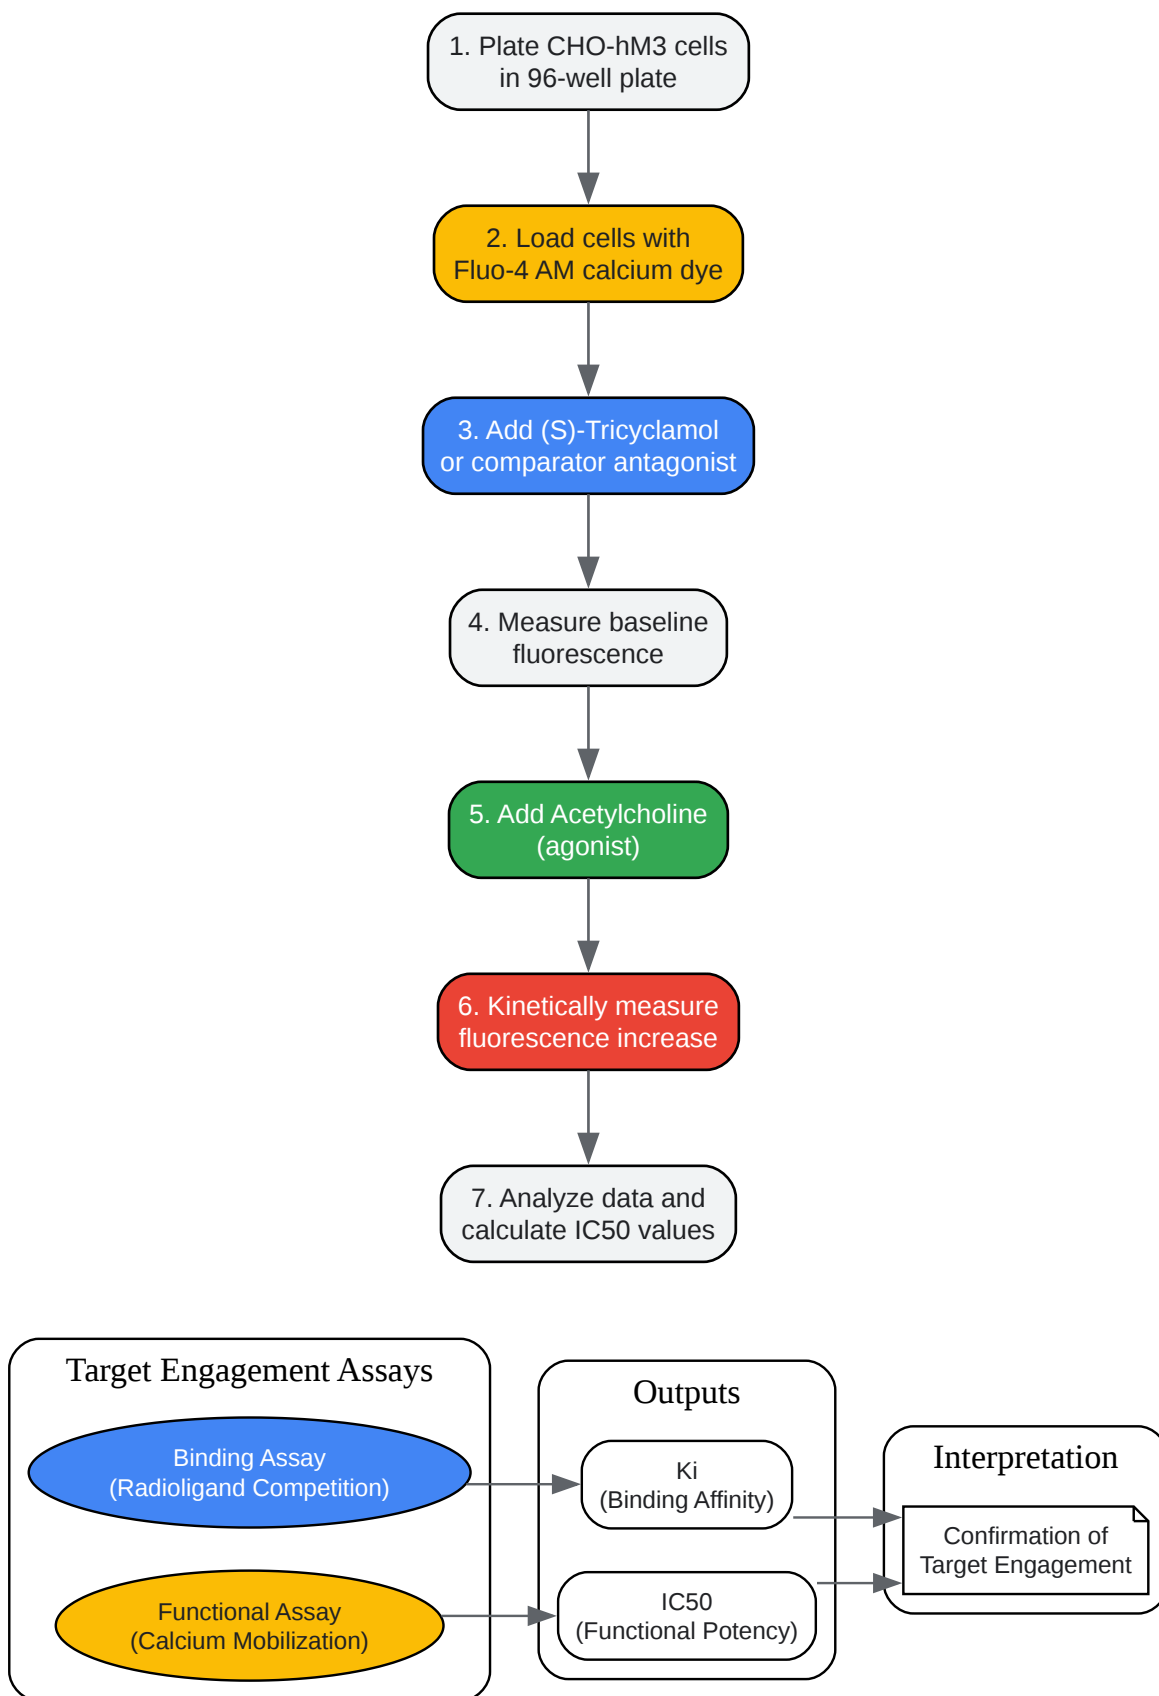 1. Plate CHO-hM3 cells
in 96-well plate
2. Load cells with
Fluo-4 AM calcium dye
3. Add (S)-Tricyclamol
or comparator antagonist
4. Measure baseline
fluorescence
5. Add Acetylcholine
(agonist)
6. Kinetically measure
fluorescence increase
7. Analyze data and
calculate IC50 values
Target Engagement Assays
Binding Assay
(Radioligand Competition)
Functional Assay
(Calcium Mobilization)
Outputs
Ki
(Binding Affinity)
IC50
(Functional Potency)
Interpretation
Confirmation of
Target Engagement